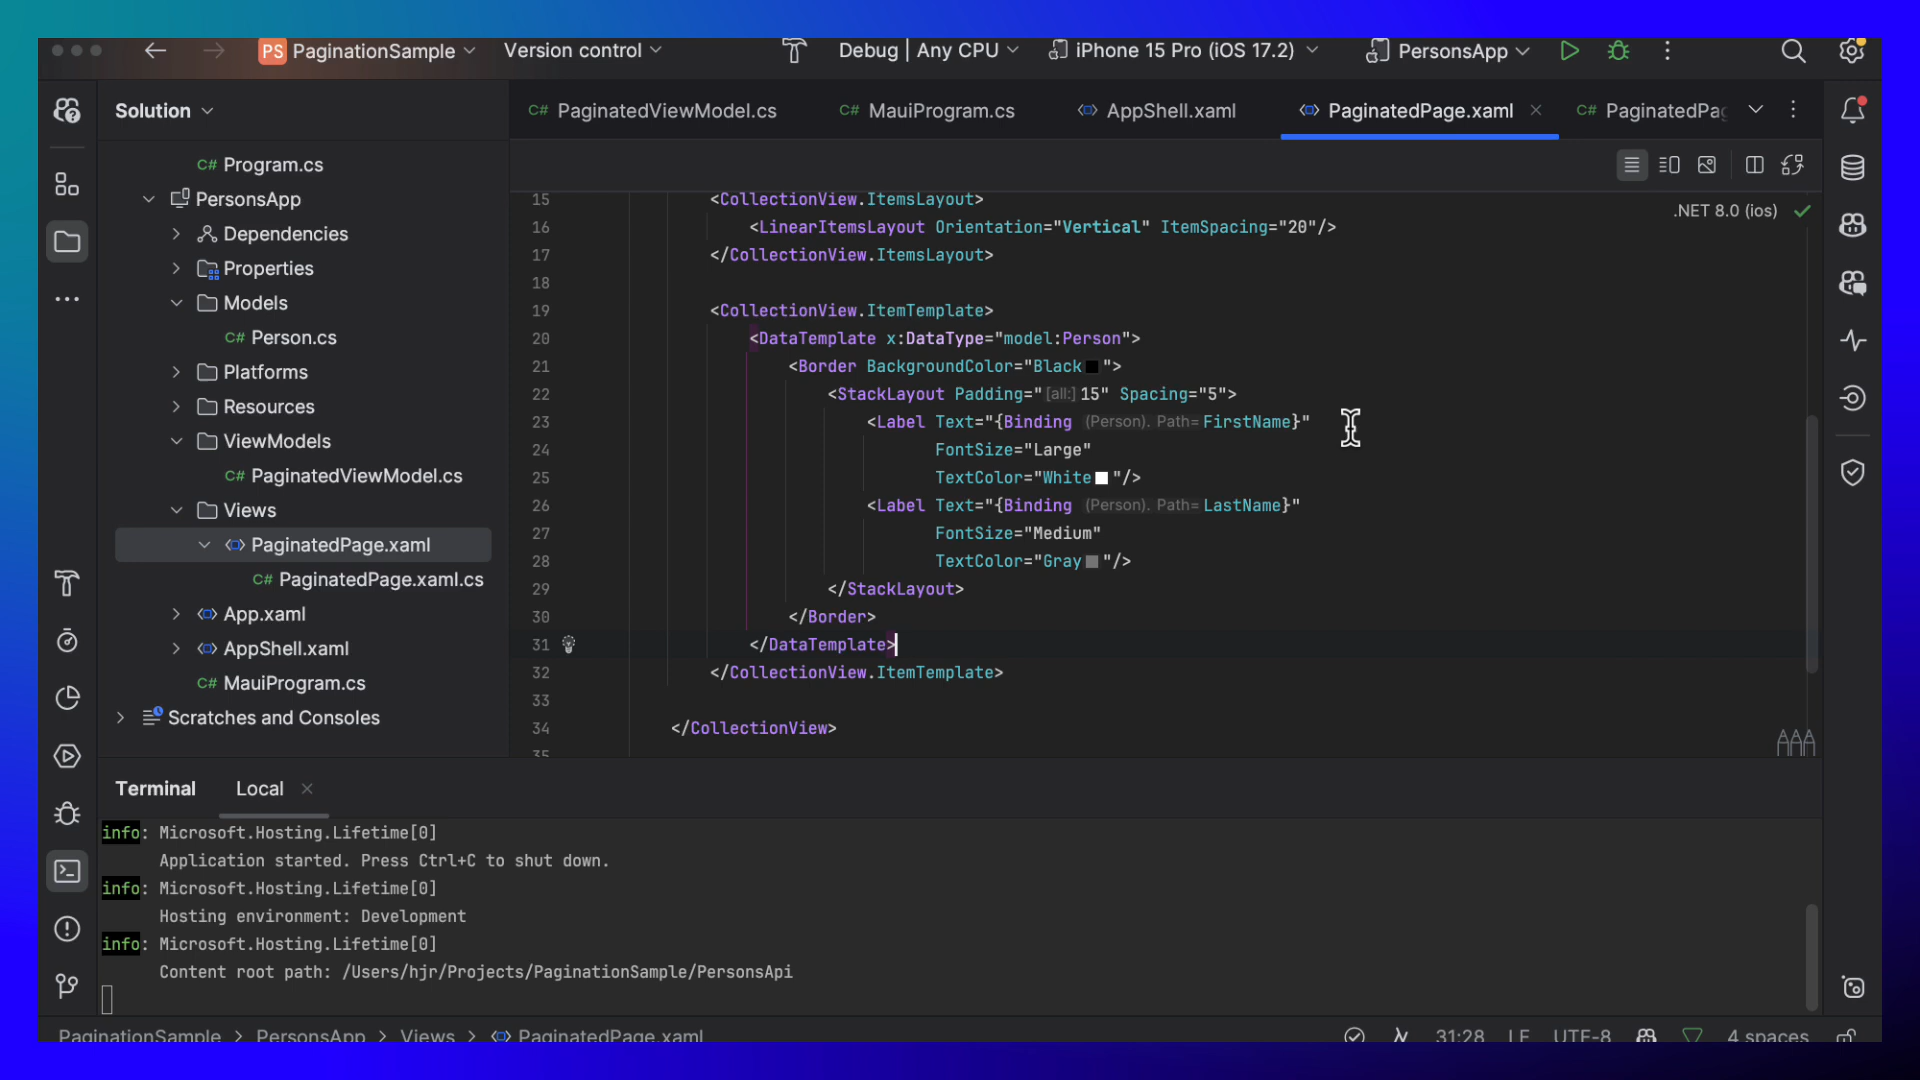 PS PaginationSample Version control Debug | Any CPU iPhone 15 Pro (iOS 17.2) PersonsApp
Solution
C# Program.cs
PersonsApp
Dependencies
Properties
Models
C# Person.cs
Platforms
Resources
ViewModels
C# PaginatedViewModel.cs
Views
PaginatedPage.xaml
C# PaginatedPage.xaml.cs
App.xaml
AppShell.xaml
C# MauiProgram.cs
Scratches and Consoles
C# PaginatedViewModel.cs C# MauiProgram.cs AppShell.xaml PaginatedPage.xaml C# PaginatedPag
.NET 8.0 (ios)
15 <CollectionView.ItemsLayout>
16 <LinearItemsLayout Orientation="Vertical" ItemSpacing="20"/>
17 </CollectionView.ItemsLayout>
18
19 <CollectionView.ItemTemplate>
20 <DataTemplate x:DataType="model:Person">
21 <Border BackgroundColor="Black">
22 <StackLayout Padding="[all:]15" Spacing="5">
23 <Label Text="{Binding (Person). Path=FirstName}"
24 FontSize="Large"
25 TextColor="White"/>
26 <Label Text="{Binding (Person). Path=LastName}"
27 FontSize="Medium"
28 TextColor="Gray"/>
29 </StackLayout>
30 </Border>
31 </DataTemplate>
32 </CollectionView.ItemTemplate>
33
34 </CollectionView>
35
Terminal Local
info: Microsoft.Hosting.Lifetime[0]
Application started. Press Ctrl+C to shut down.
info: Microsoft.Hosting.Lifetime[0]
Hosting environment: Development
info: Microsoft.Hosting.Lifetime[0]
Content root path: /Users/hjr/Projects/PaginationSample/PersonsApi
PaginationSample > PersonsApp > Views > PaginatedPage.xaml 31:28 LF UTF-8 4 spaces